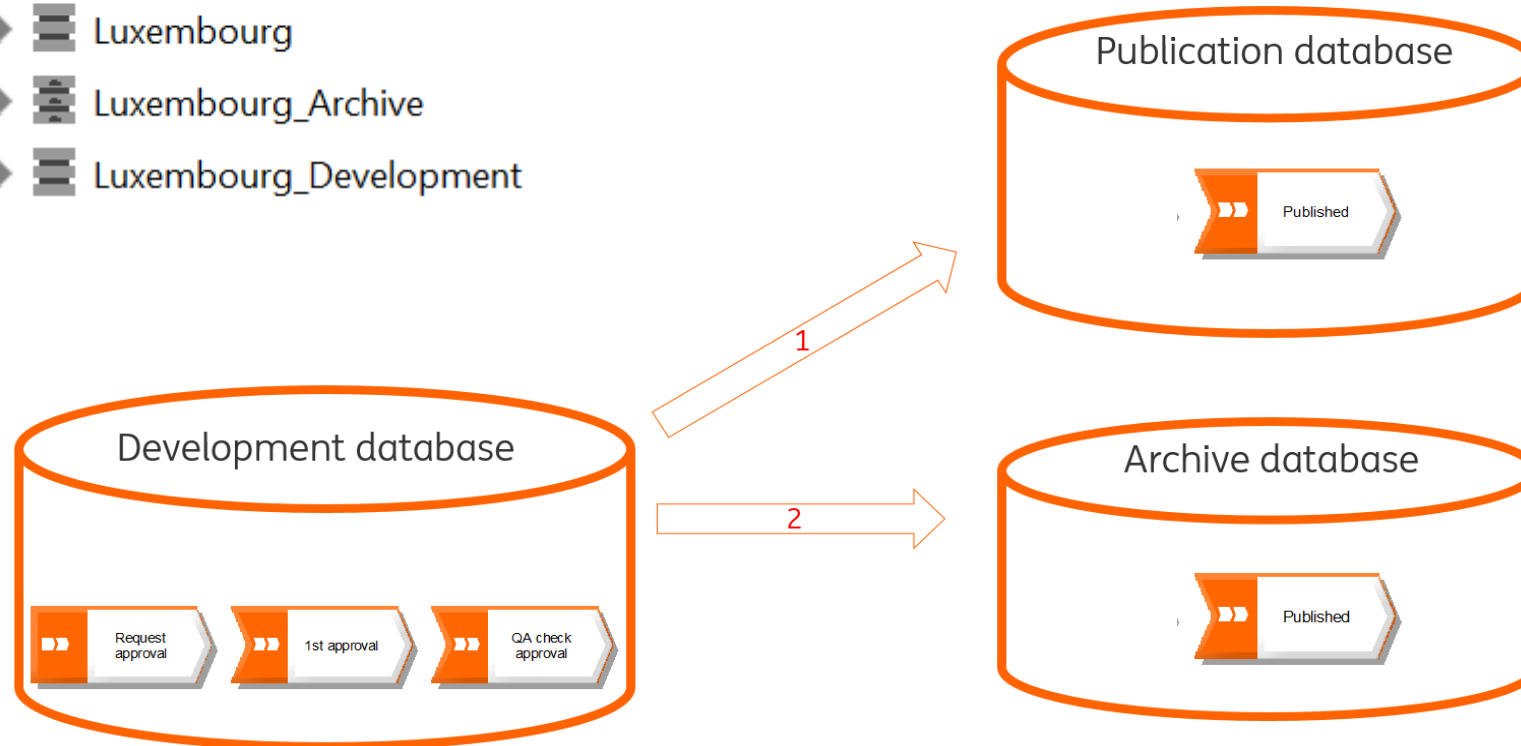 Luxembourg
Luxembourg_Archive
Luxembourg_Development
Publication database
Published
1
Development database
Archive database
2
Request
approval
1st approval
QA check
approval
Published